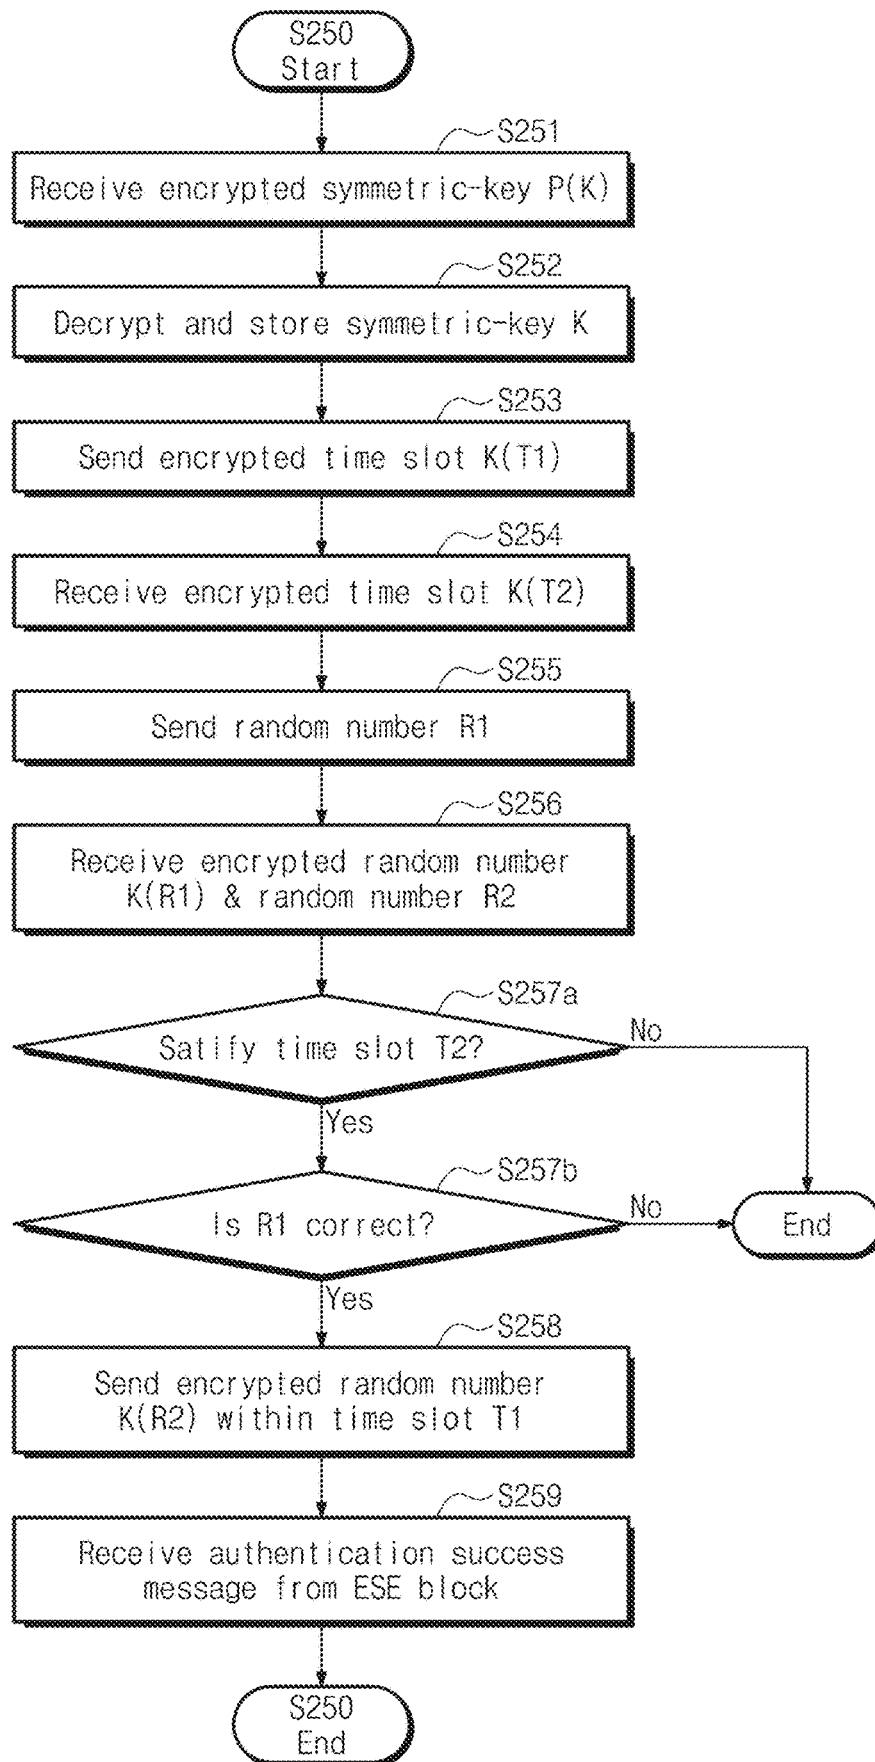 S250
Start
S251
Receive encrypted symmetric-key P(K)
S252
Decrypt and store symmetric-key K
S253
Send encrypted time slot K(T1)
S254
Receive encrypted time slot K(T2)
S255
Send random number R1
S256
Receive encrypted random number
K(R1) & random number R2
S257a
Satify time slot T2?
No
Yes
S257b
Is R1 correct?
No
End
Yes
S258
Send encrypted random number
K(R2) within time slot T1
S259
Receive authentication success
message from ESE block
S250
End